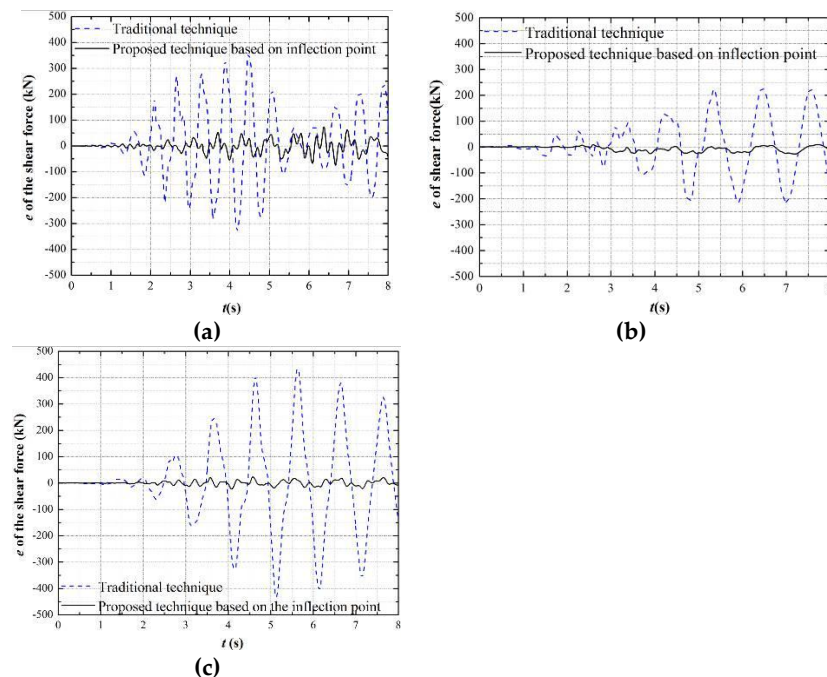 500
400
300
200
100
0
-100
-200
-300
-400
-500
e of the shear force (kN)
Traditional technique
Proposed technique based on inflection point
0 1 2 3 4 5 6 7 8
t(s)
(a)
500
400
300
200
100
0
-100
-200
-300
-400
-500
e of shear force(kN)
Traditional technique
Proposed technique based on inflection point
0 1 2 3 4 5 6 7
t(s)
(b)
500
400
300
200
100
0
-100
-200
-300
-400
-500
e of the shear force (kN)
Traditional technique
Proposed technique based on the inflection point
0 1 2 3 4 5 6 7 8
t (s)
(c)